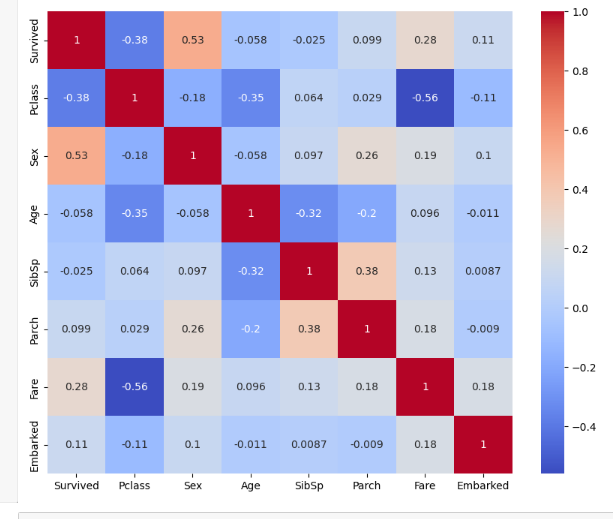 Survived 1 -0.38 0.53 -0.058 -0.025 0.099 0.28 0.11
Pclass -0.38 1 -0.18 -0.35 0.064 0.029 -0.56 -0.11
Sex 0.53 -0.18 1 -0.058 0.097 0.26 0.19 0.1
Age -0.058 -0.35 -0.058 1 -0.32 -0.2 0.096 -0.011
SibSp -0.025 0.064 0.097 -0.32 1 0.38 0.13 0.0087
Parch 0.099 0.029 0.26 -0.2 0.38 1 0.18 -0.009
Fare 0.28 -0.56 0.19 0.096 0.13 0.18 1 0.18
Embarked 0.11 -0.11 0.1 -0.011 0.0087 -0.009 0.18 1
Survived Pclass Sex Age SibSp Parch Fare Embarked
1.0
0.8
0.6
0.4
0.2
0.0
−0.2
−0.4